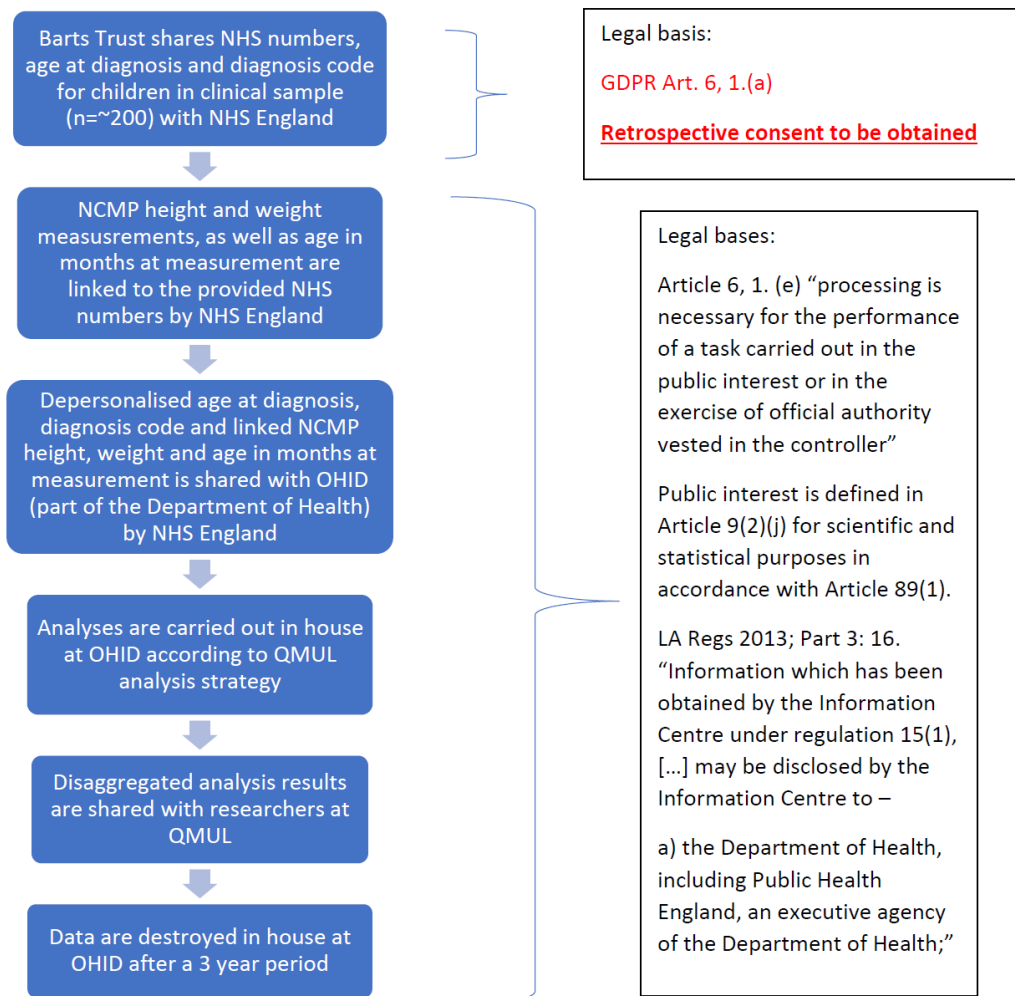 Barts Trust shares NHS numbers,
age at diagnosis and diagnosis code
for children in clinical sample
(n=~200) with NHS England
NCMP height and weight
measusrements, as well as age in
months at measurement are
linked to the provided NHS
numbers by NHS England
Depersonalised age at diagnosis,
diagnosis code and linked NCMP
height, weight and age in months at
measurement is shared with OHID
(part of the Department of Health)
by NHS England
Analyses are carried out in house
at OHID according to QMUL
analysis strategy
Disaggregated analysis results
are shared with researchers at
QMUL
Data are destroyed in house at
OHID after a 3 year period
Legal basis:
GDPR Art. 6, 1.(a)
Retrospective consent to be obtained
Legal bases:
Article 6, 1. (e) “processing is
necessary for the performance
of a task carried out in the
public interest or in the
exercise of official authority
vested in the controller”
Public interest is defined in
Article 9(2)(j) for scientific and
statistical purposes in
accordance with Article 89(1).
LA Regs 2013; Part 3: 16.
“Information which has been
obtained by the Information
Centre under regulation 15(1),
[…] may be disclosed by the
Information Centre to –
a) the Department of Health,
including Public Health
England, an executive agency
of the Department of Health;”